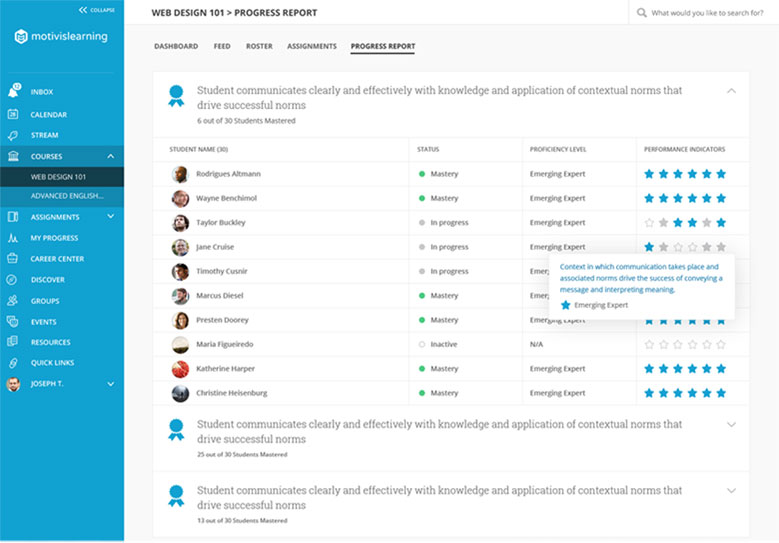 COLLAPSE
motivislearning
12
INBOX
CALENDAR
STREAM
COURSES
WEB DESIGN 101
ADVANCED ENGLISH...
ASSIGNMENTS
MY PROGRESS
CAREER CENTER
DISCOVER
GROUPS
EVENTS
RESOURCES
QUICK LINKS
JOSEPH T.
WEB DESIGN 101 > PROGRESS REPORT
What would you like to search for?
DASHBOARD FEED ROSTER ASSIGNMENTS PROGRESS REPORT
Student communicates clearly and effectively with knowledge and application of contextual norms that
drive successful norms
6 out of 30 Students Mastered
STUDENT NAME (30) STATUS PROFICIENCY LEVEL PERFORMANCE INDICATORS
Rodrigues Altmann Mastery Emerging Expert
Wayne Benchimol Mastery Emerging Expert
Taylor Buckley In progress Emerging Expert
Jane Cruise In progress Emerging Expert
Timothy Cusnir In progress
Marcus Diesel Mastery
Presten Doorey Mastery Emerging Expert
Maria Figueiredo Inactive N/A
Katherine Harper Mastery Emerging Expert
Christine Heisenburg Mastery Emerging Expert
Context in which communication takes place and
associated norms drive the success of conveying a
message and interpreting meaning.
Emerging Expert
Student communicates clearly and effectively with knowledge and application of contextual norms that
drive successful norms
25 out of 30 Students Mastered
Student communicates clearly and effectively with knowledge and application of contextual norms that
drive successful norms
13 out of 30 Students Mastered